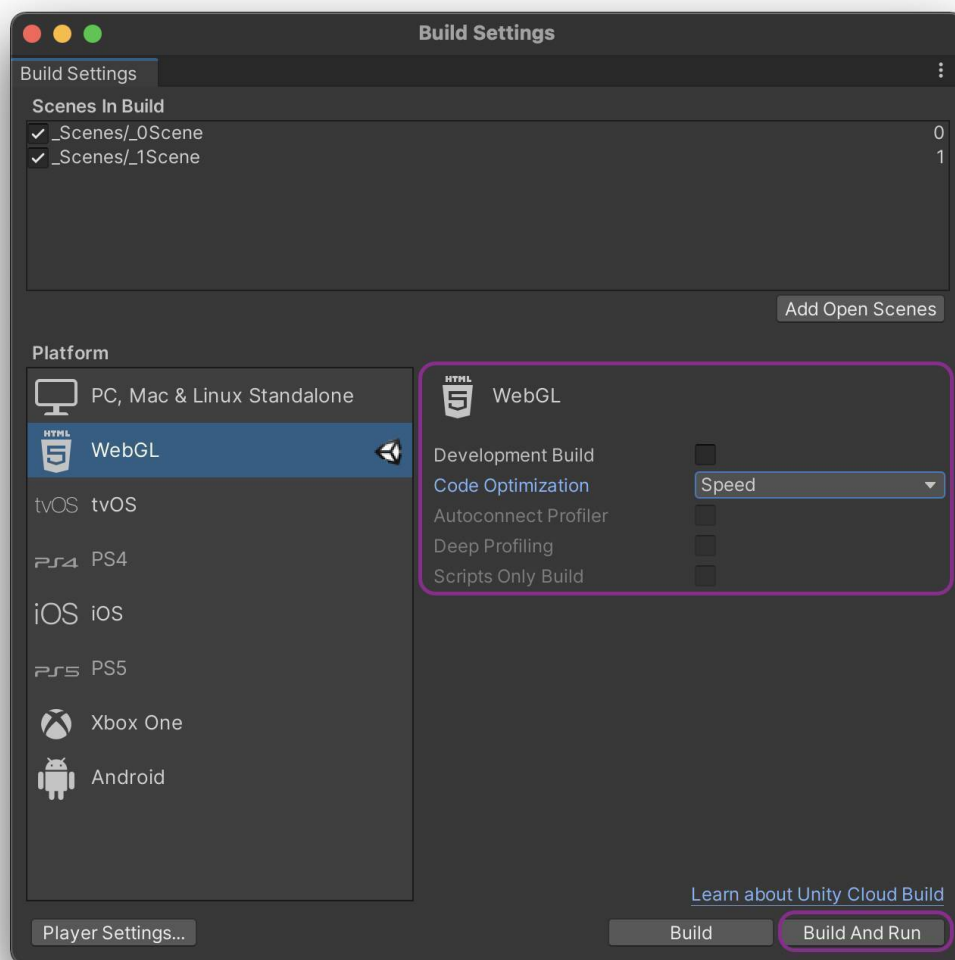 Build Settings
Build Settings
Scenes In Build
_Scenes/_0Scene 0
_Scenes/_1Scene 1
Add Open Scenes
Platform
PC, Mac & Linux Standalone
HTML 5 WebGL
tvOS tvOS
PS4 PS4
iOS iOS
PS5 PS5
Xbox One
Android
HTML 5 WebGL
Development Build
Code Optimization Speed
Autoconnect Profiler
Deep Profiling
Scripts Only Build
Learn about Unity Cloud Build
Player Settings... Build Build And Run